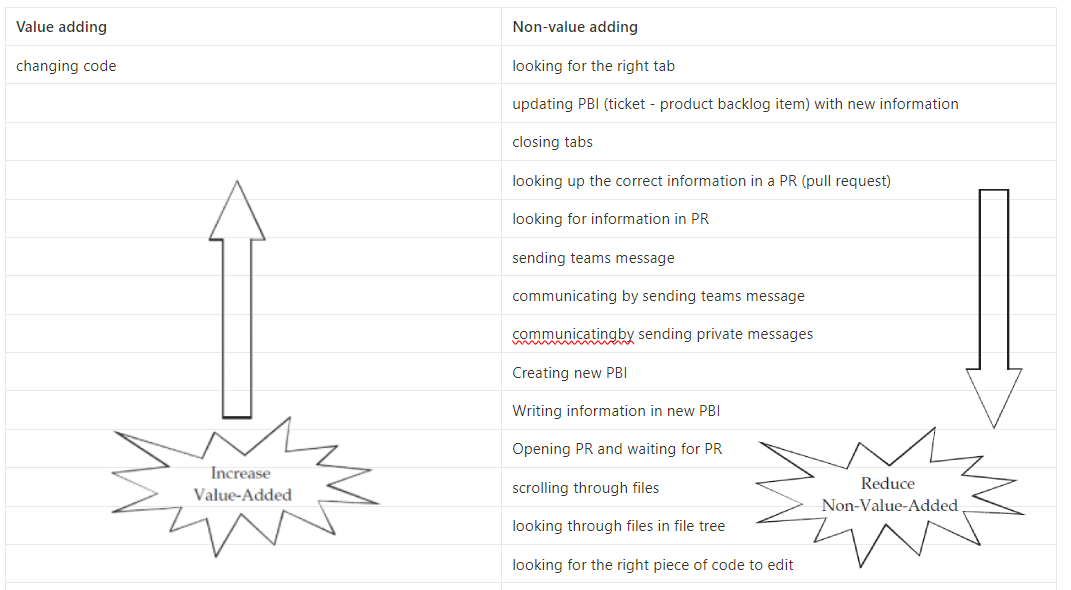 Value adding
Non-value adding
changing code
looking for the right tab
updating PBI (ticket - product backlog item) with new information
closing tabs
looking up the correct information in a PR (pull request)
looking for information in PR
sending teams message
communicating by sending teams message
communicatingby sending private messages
Creating new PBI
Writing information in new PBI
Opening PR and waiting for PR
scrolling through files
looking through files in file tree
looking for the right piece of code to edit
Increase
Value-Added
Reduce
Non-Value-Added